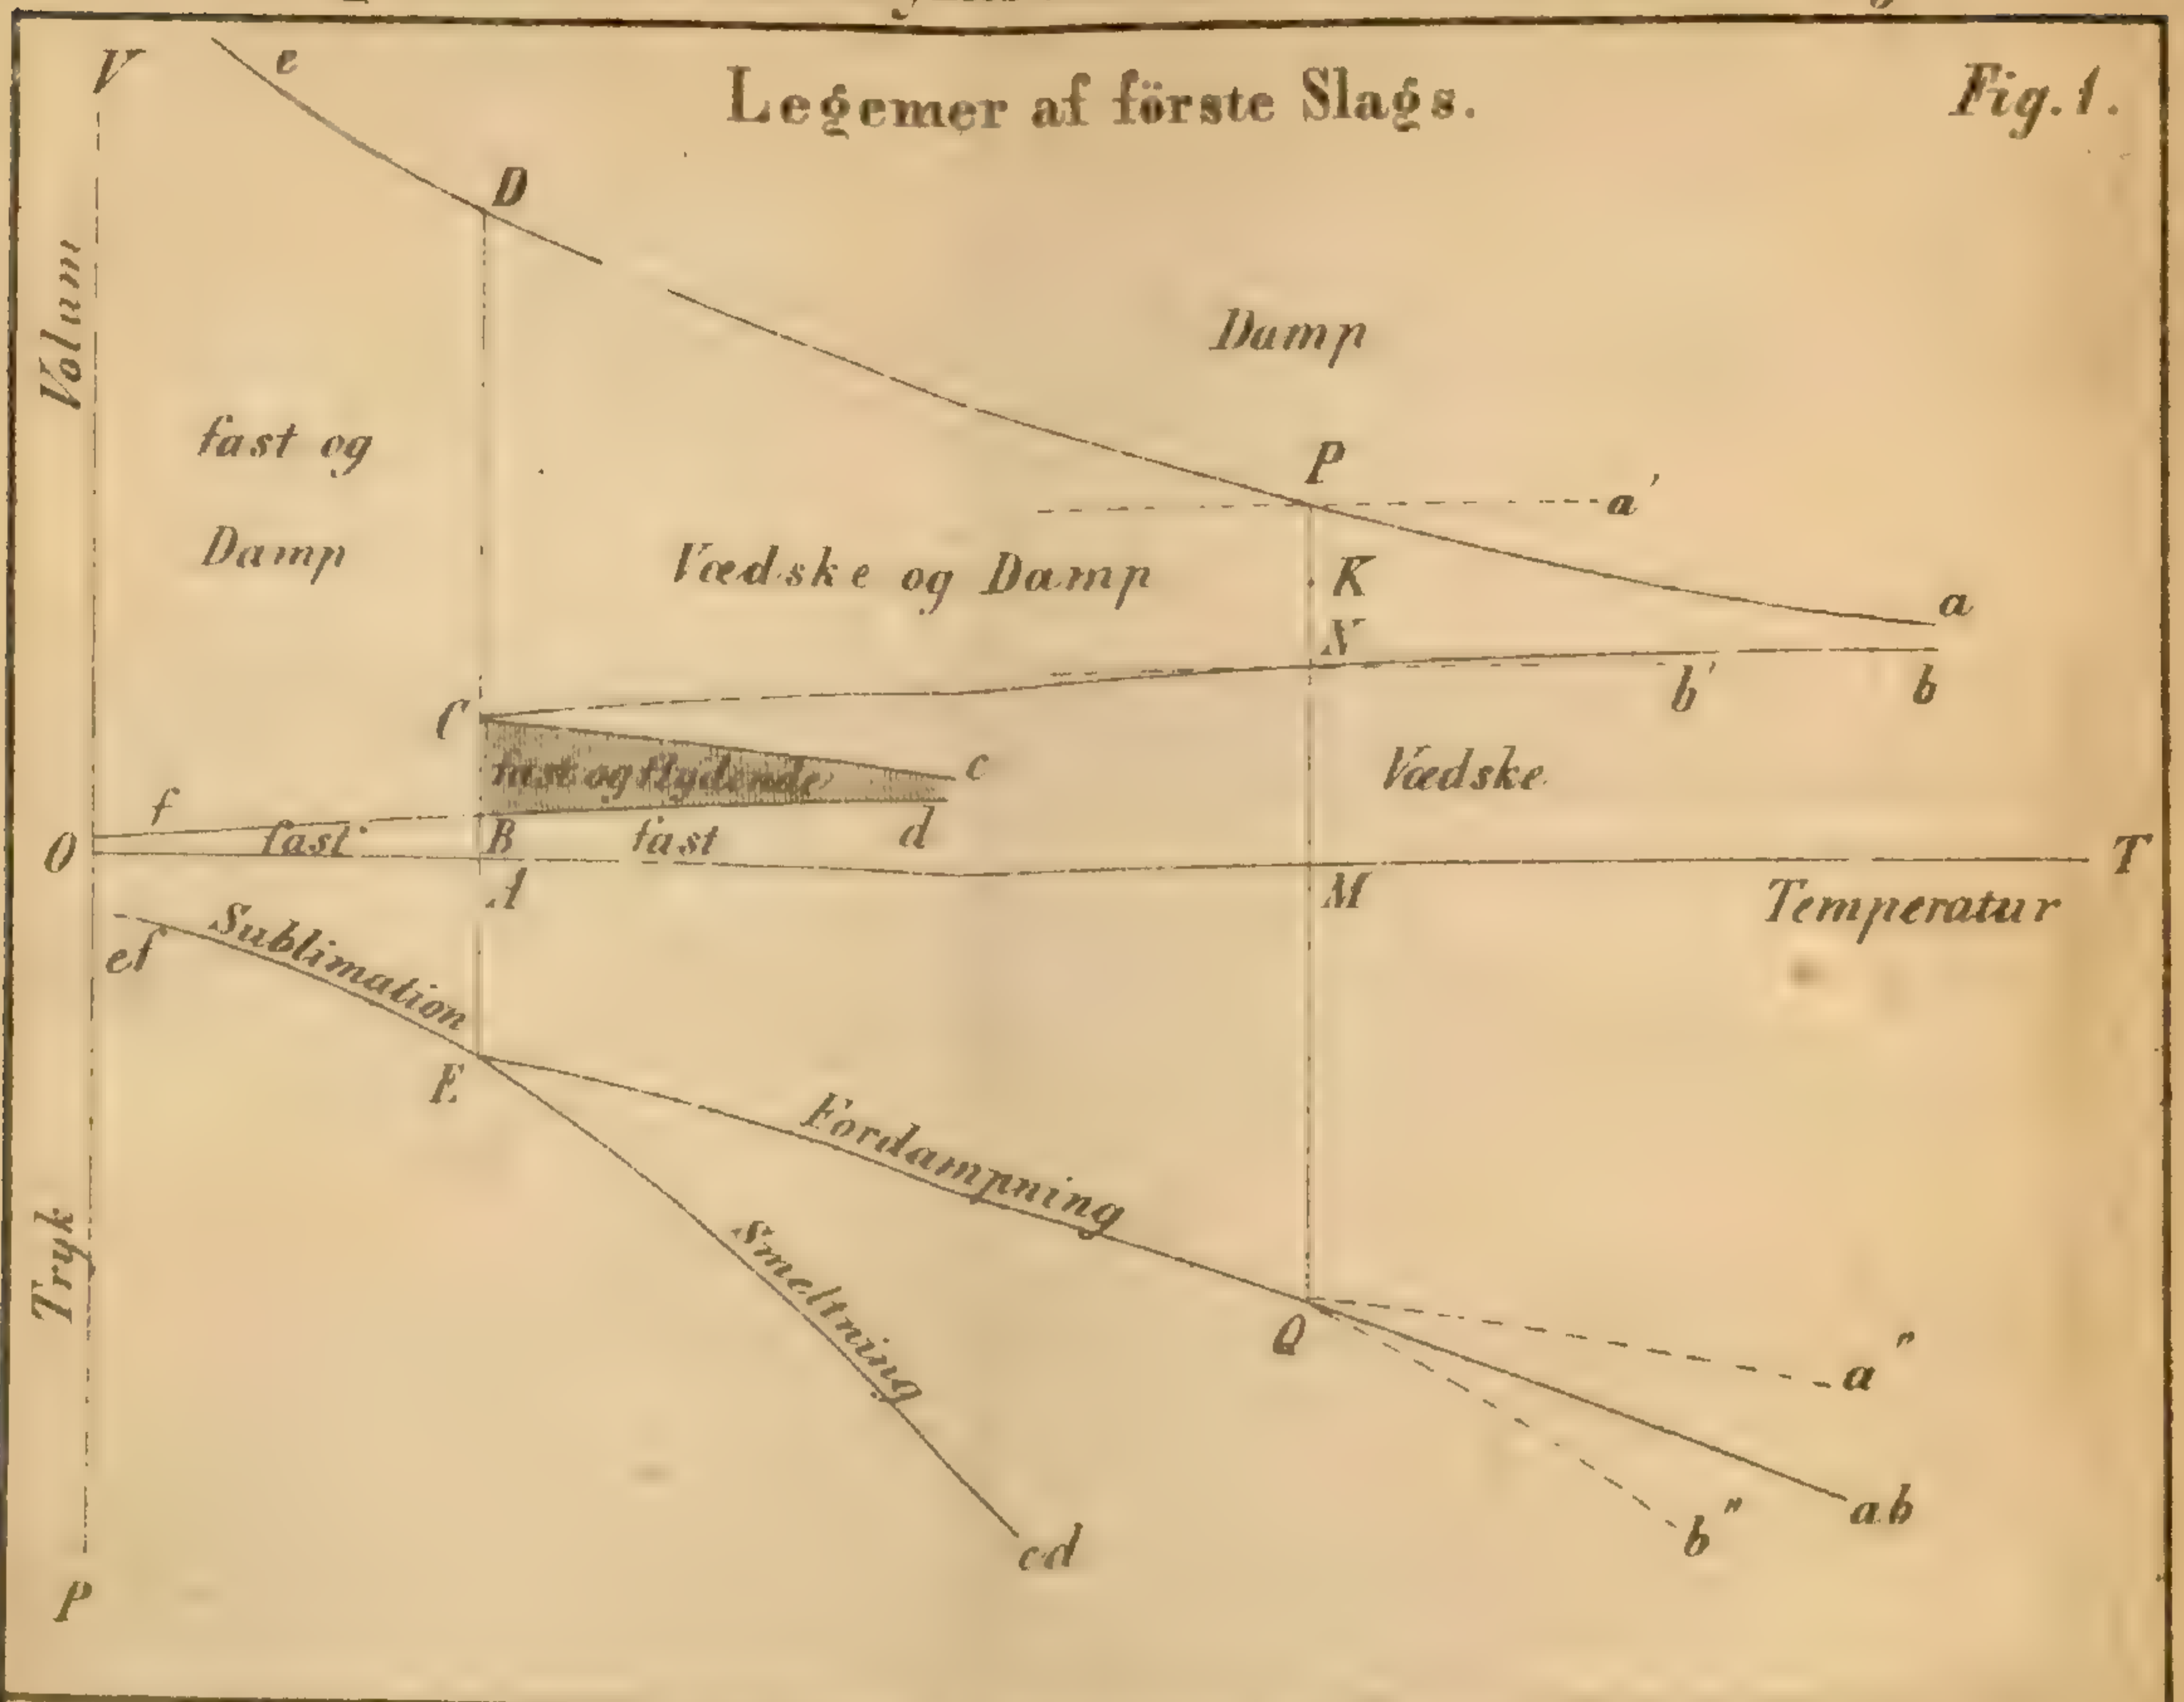 Legemer af förste Slags.
Fig. 1.
V
e
D
Volum
Damp
fast og
Damp
P
a'
Vædske og Damp
K
a
N
b'
b
C
fast og flydende
c
Vædske
f
fast
B
fast
d
O
T
A
M
Temperatur
ef
Sublimation
E
Fordampning
Smeltning
Tryk
Q
a"
ab
b"
cd
P